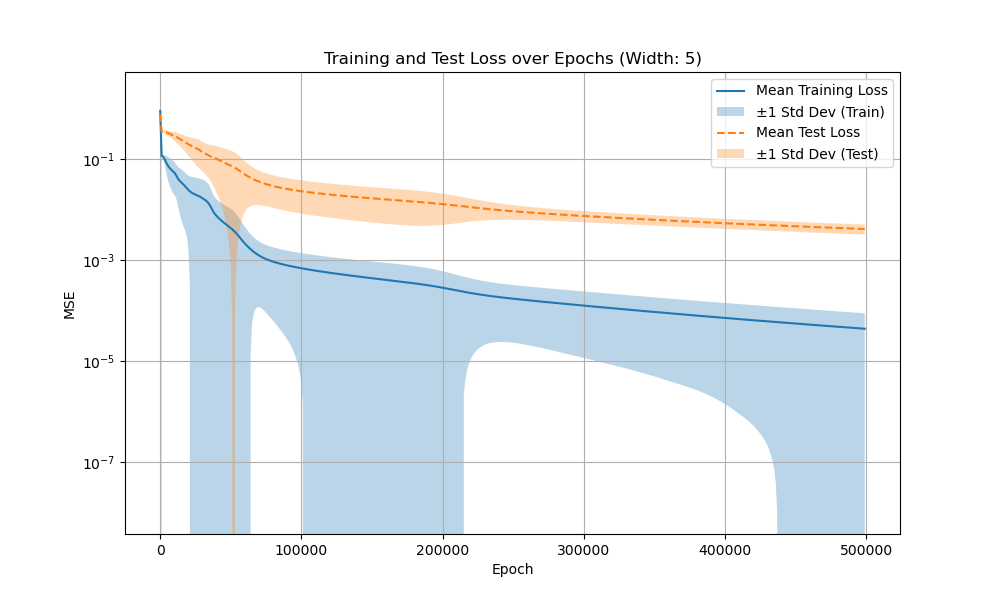 Training and Test Loss over Epochs (Width: 5)
Mean Training Loss
±1 Std Dev (Train)
Mean Test Loss
±1 Std Dev (Test)
10⁻¹
10⁻³
10⁻⁵
10⁻⁷
MSE
0 100000 200000 300000 400000 500000
Epoch